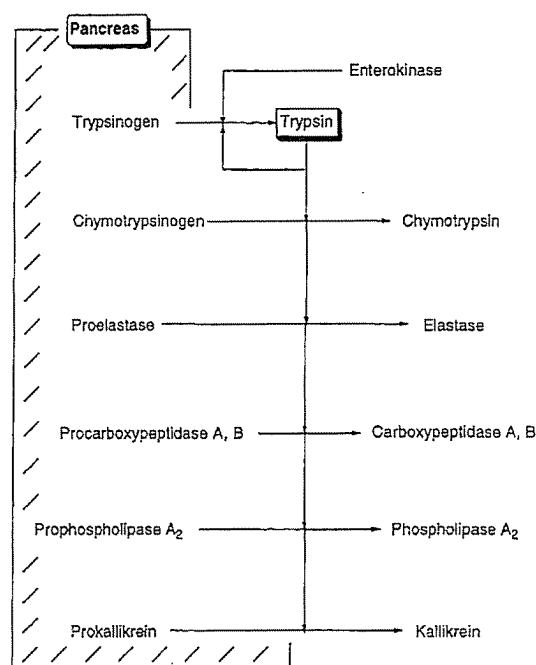 Pancreas
Enterokinase
Trypsinogen
Trypsin
Chymotrypsinogen
Chymotrypsin
Proelastase
Elastase
Procarboxypeptidase A, B
Carboxypeptidase A, B
Prophospholipase A₂
Phospholipase A₂
Prokallikrein
Kallikrein